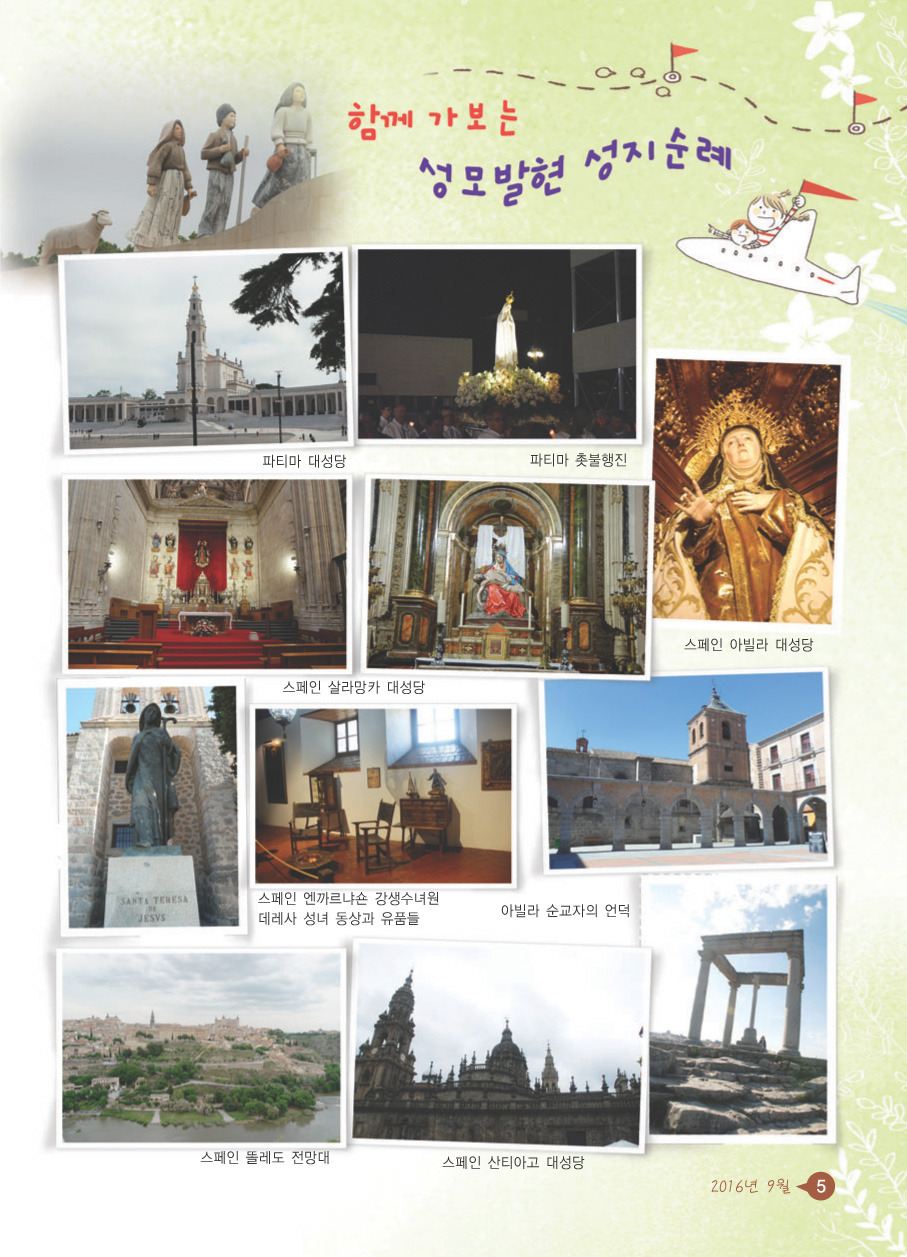 함께 가보는
성모발현 성지순례
파티마 대성당
파티마 촛불행진
스페인 아빌라 대성당
스페인 살라망카 대성당
SANTA TERESA
DE
JESVS
스페인 엔까르냐숀 강생수녀원
데레사 성녀 동상과 유품들
아빌라 순교자의 언덕
스페인 똘레도 전망대
스페인 산티아고 대성당
2016년 9월 5